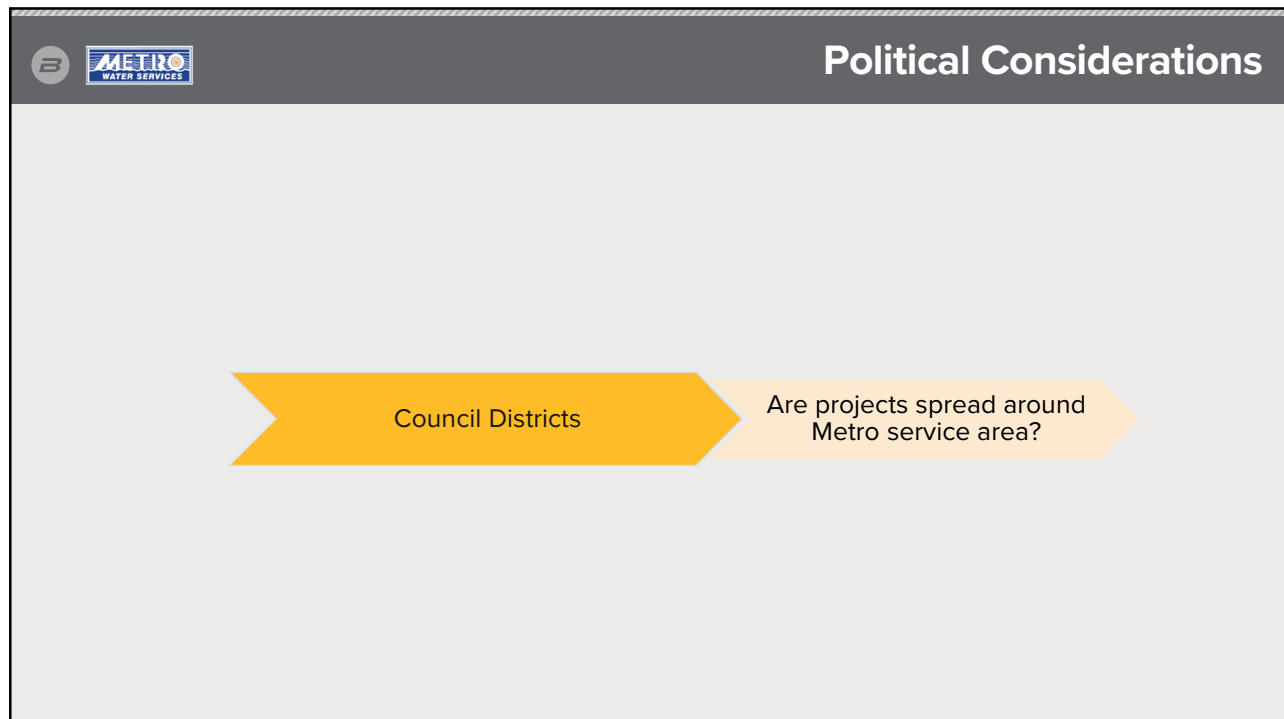 B
METRO
WATER SERVICES
Political Considerations
Council Districts
Are projects spread around
Metro service area?